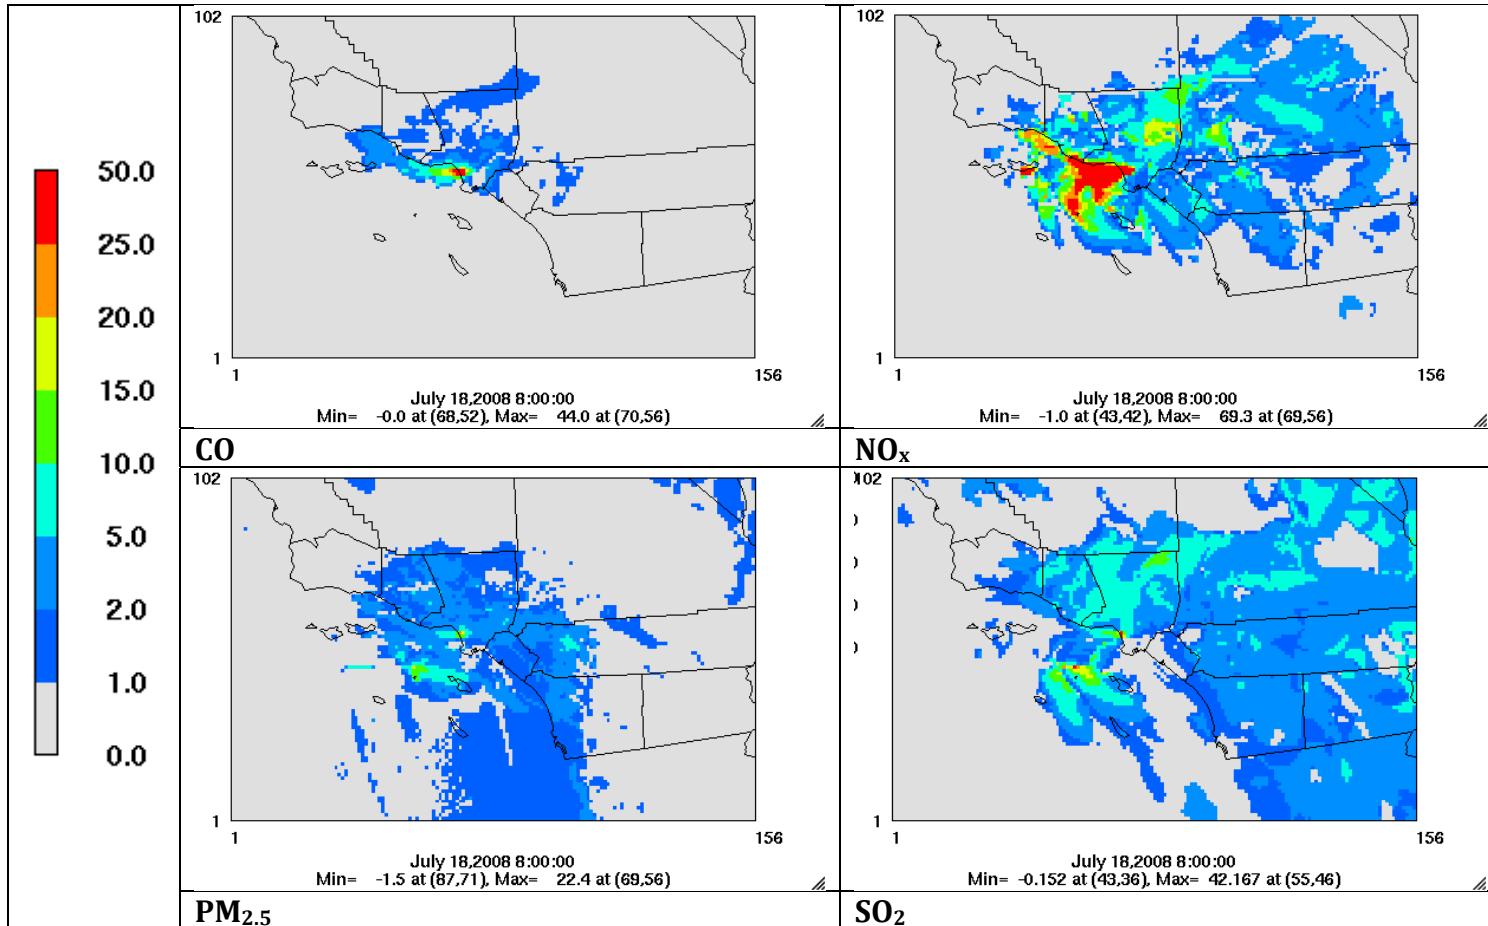 50.0
25.0
20.0
15.0
10.0
5.0
2.0
1.0
0.0
102
1
1
156
July 18,2008 8:00:00
Min= -0.0 at (68,52), Max= 44.0 at (70,56)
CO
102
1
1
156
July 18,2008 8:00:00
Min= -1.0 at (43,42), Max= 69.3 at (69,56)
NOx
102
1
1
156
July 18,2008 8:00:00
Min= -1.5 at (87,71), Max= 22.4 at (69,56)
PM2.5
102
1
1
156
July 18,2008 8:00:00
Min= -0.152 at (43,36), Max= 42.167 at (55,46)
SO2